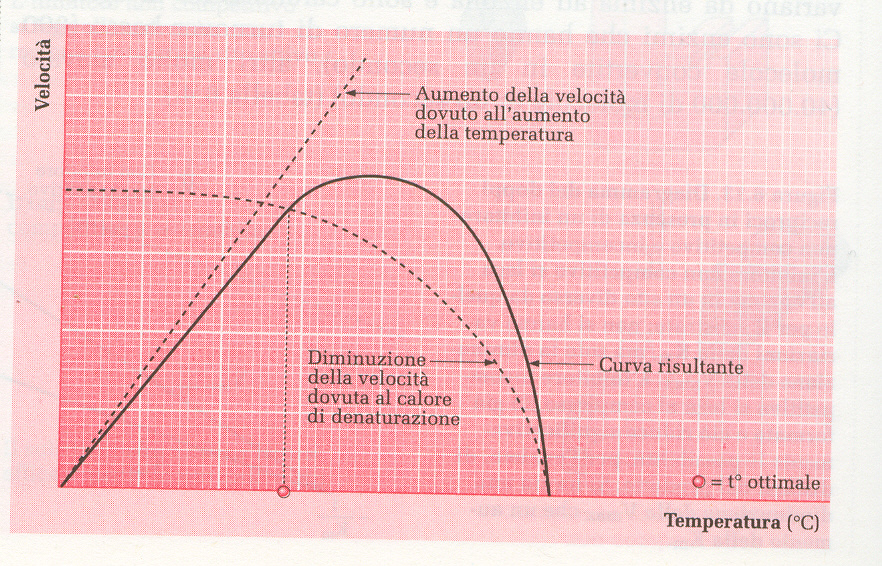 Velocità
Aumento della velocità
dovuto all'aumento
della temperatura
Diminuzione
della velocità
dovuta al calore
di denaturazione
Curva risultante
= t° ottimale
Temperatura (°C)